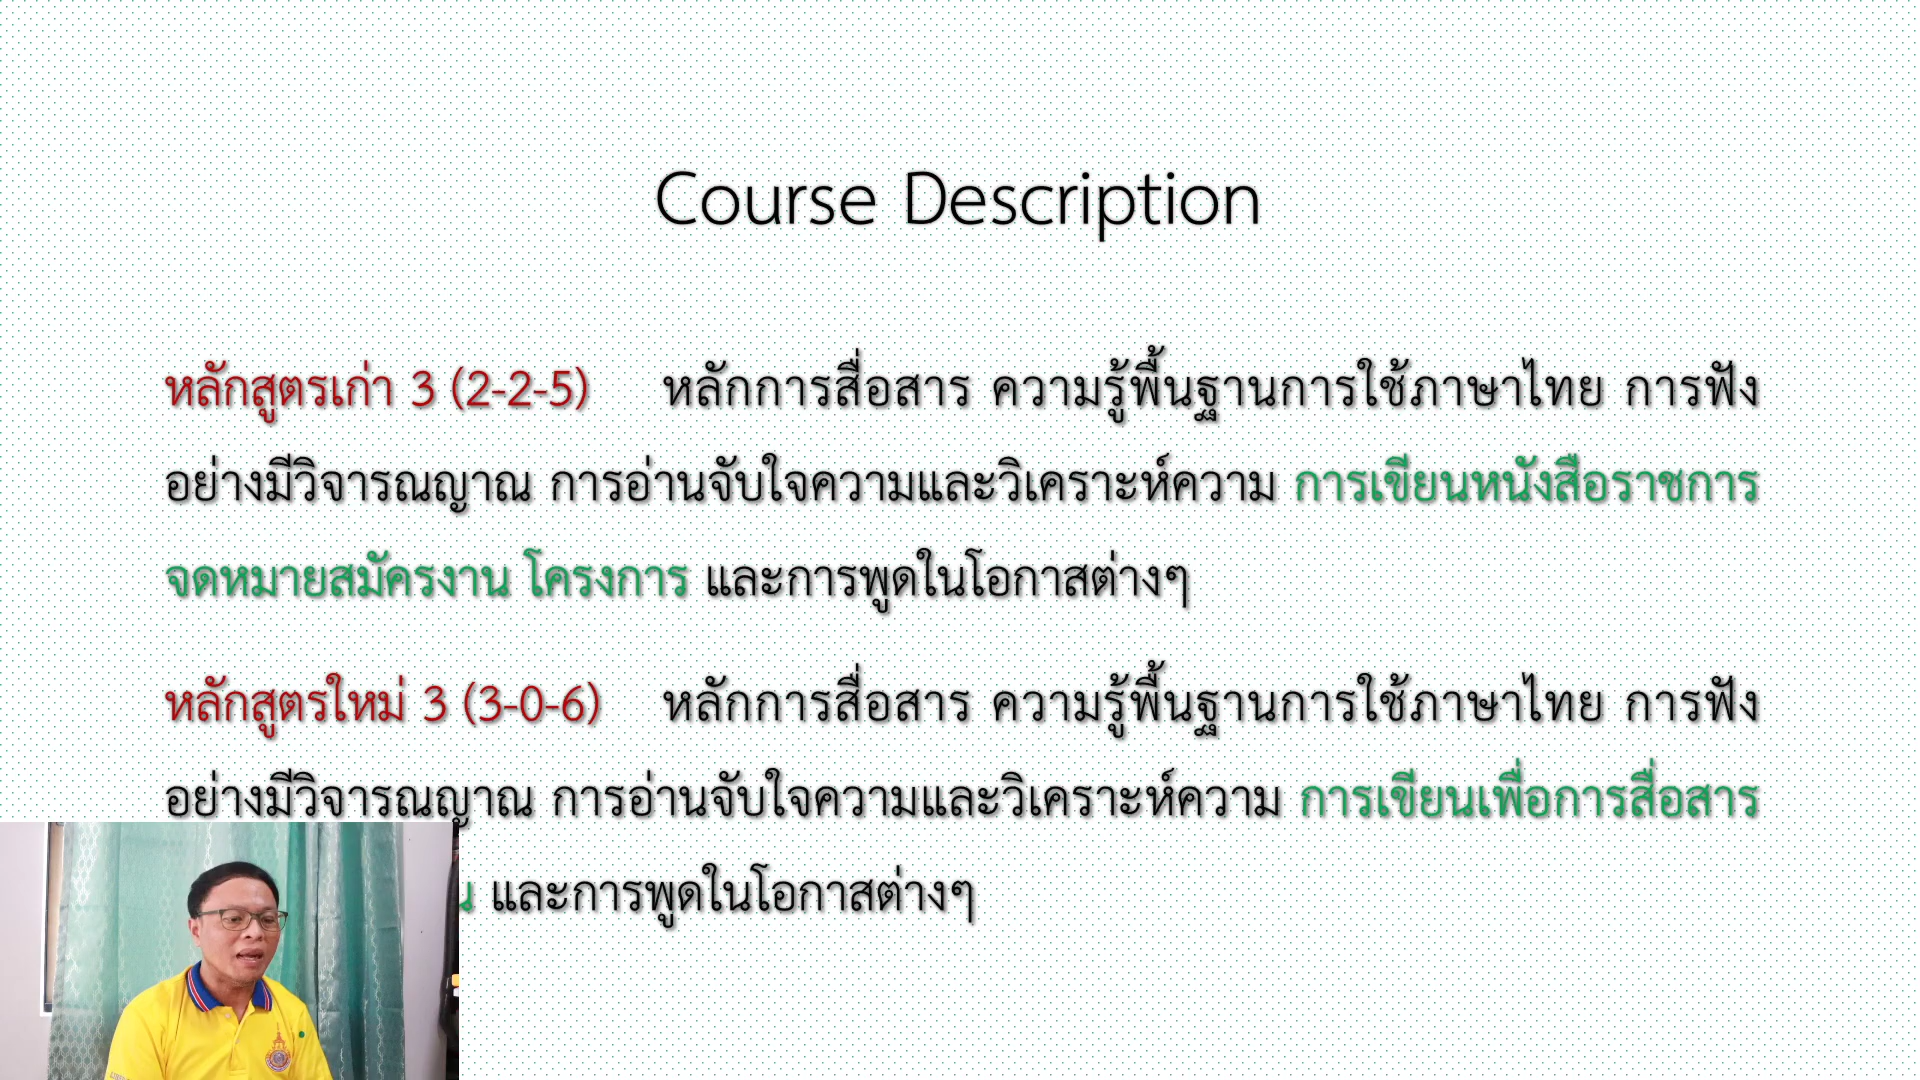 Course Description
หลักสูตรเก่า 3 (2-2-5) หลักการสื่อสาร ความรู้พื้นฐานการใช้ภาษาไทย การฟัง
อย่างมีวิจารณญาณ การอ่านจับใจความและวิเคราะห์ความ การเขียนหนังสือราชการ
จดหมายสมัครงาน โครงการ และการพูดในโอกาสต่างๆ
หลักสูตรใหม่ 3 (3-0-6) หลักการสื่อสาร ความรู้พื้นฐานการใช้ภาษาไทย การฟัง
อย่างมีวิจารณญาณ การอ่านจับใจความและวิเคราะห์ความ การเขียนเพื่อการสื่อสาร
และการพูดในโอกาสต่างๆ